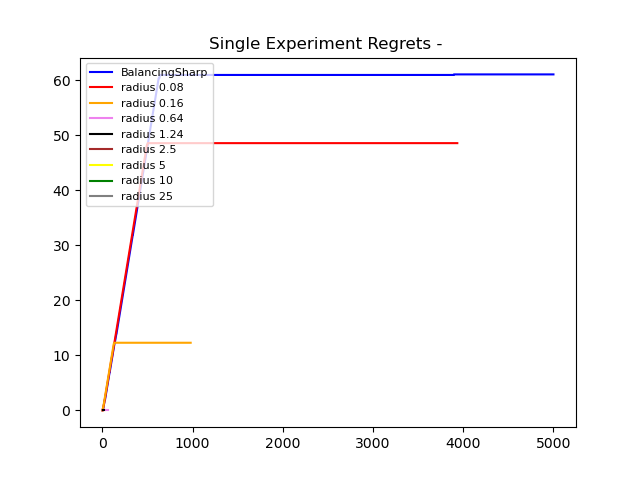 Single Experiment Regrets -
60
50
40
30
20
10
0
BalancingSharp
radius 0.08
radius 0.16
radius 0.64
radius 1.24
radius 2.5
radius 5
radius 10
radius 25
0 1000 2000 3000 4000 5000